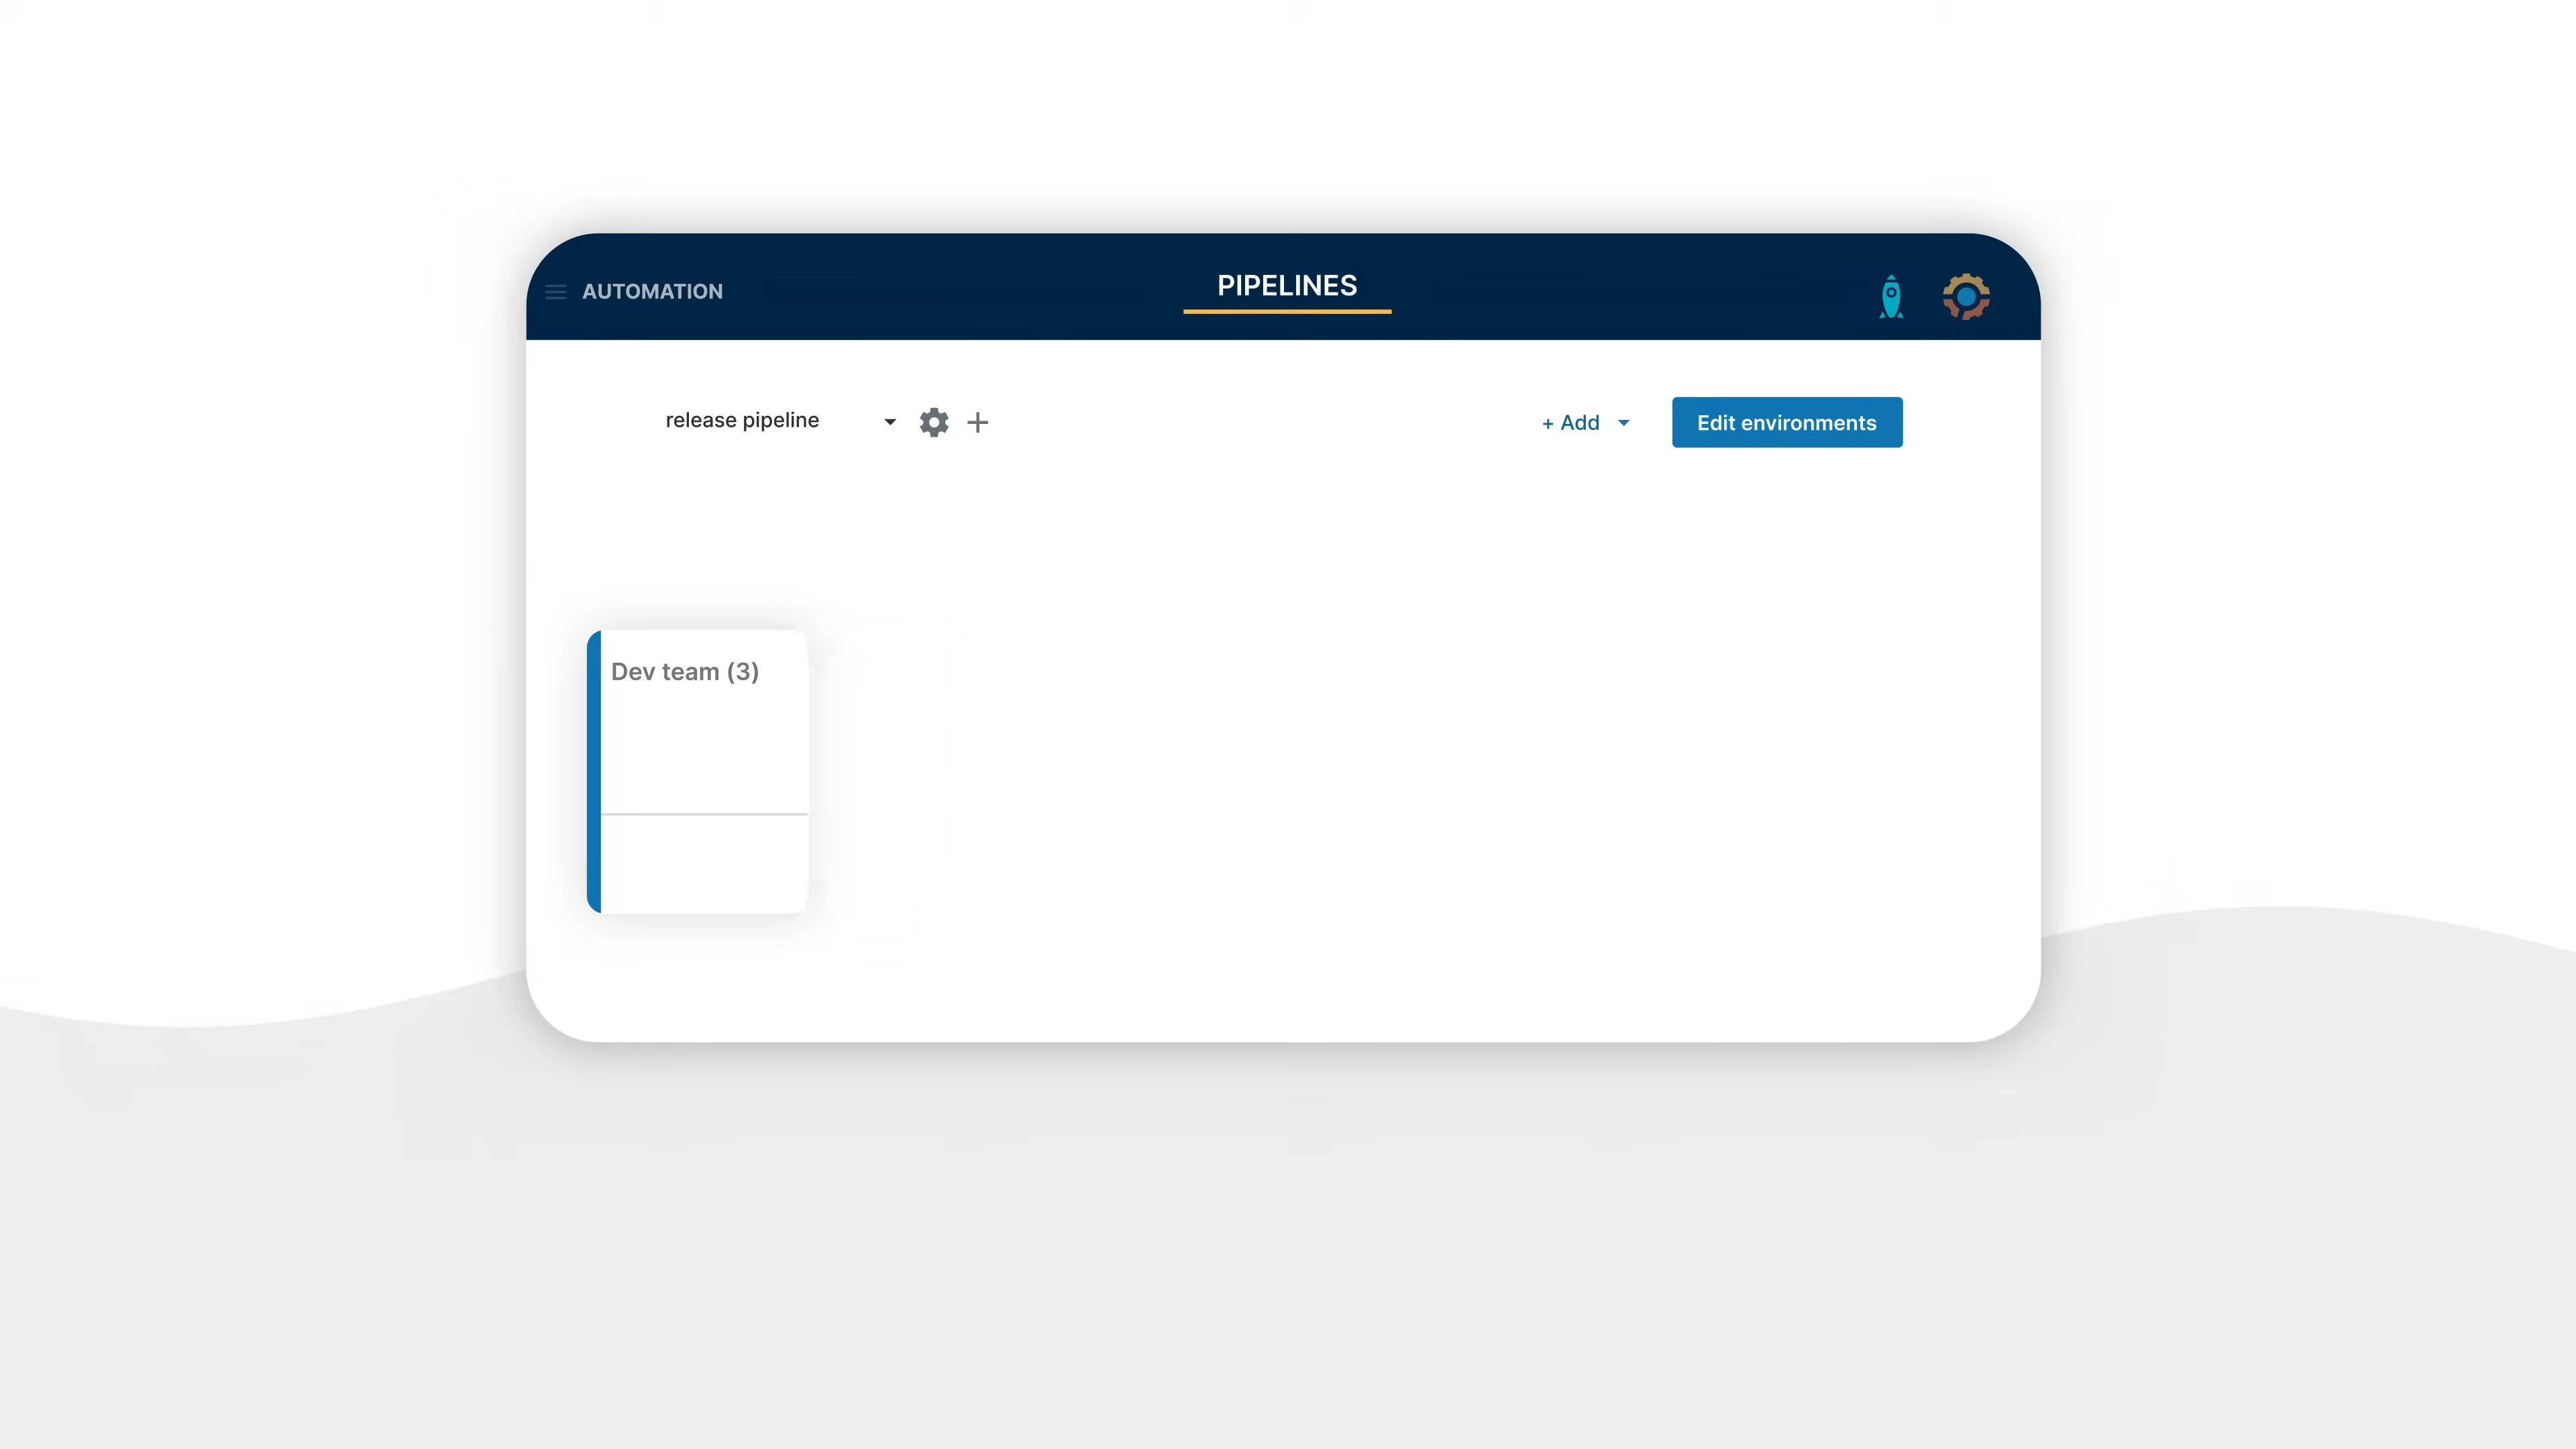 AUTOMATION
PIPELINES
release pipeline
+ Add
Edit environments
Dev team (3)